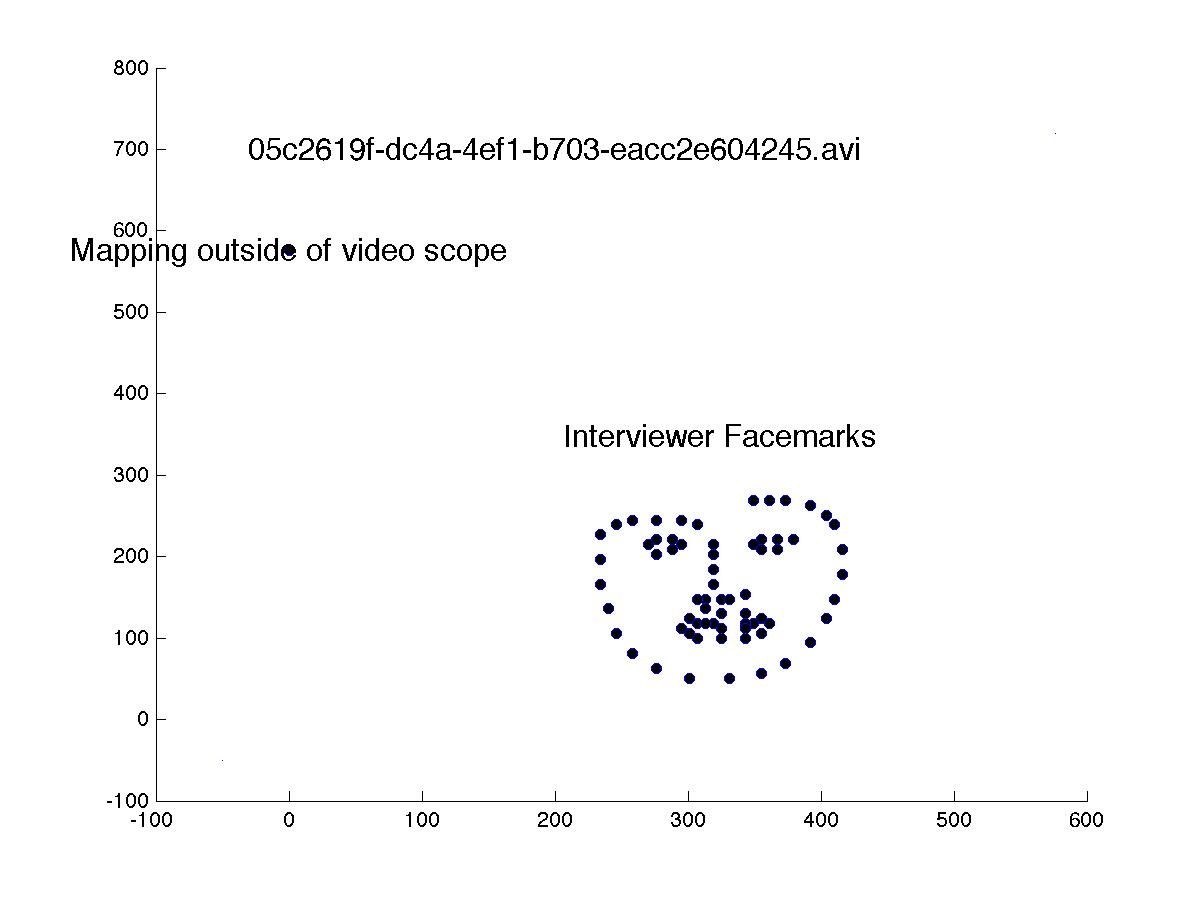 800
700
05c2619f-dc4a-4ef1-b703-eacc2e604245.avi
600
Mapping outside of video scope
500
400
Interviewer Facemarks
300
200
100
0
-100
-100 0 100 200 300 400 500 600